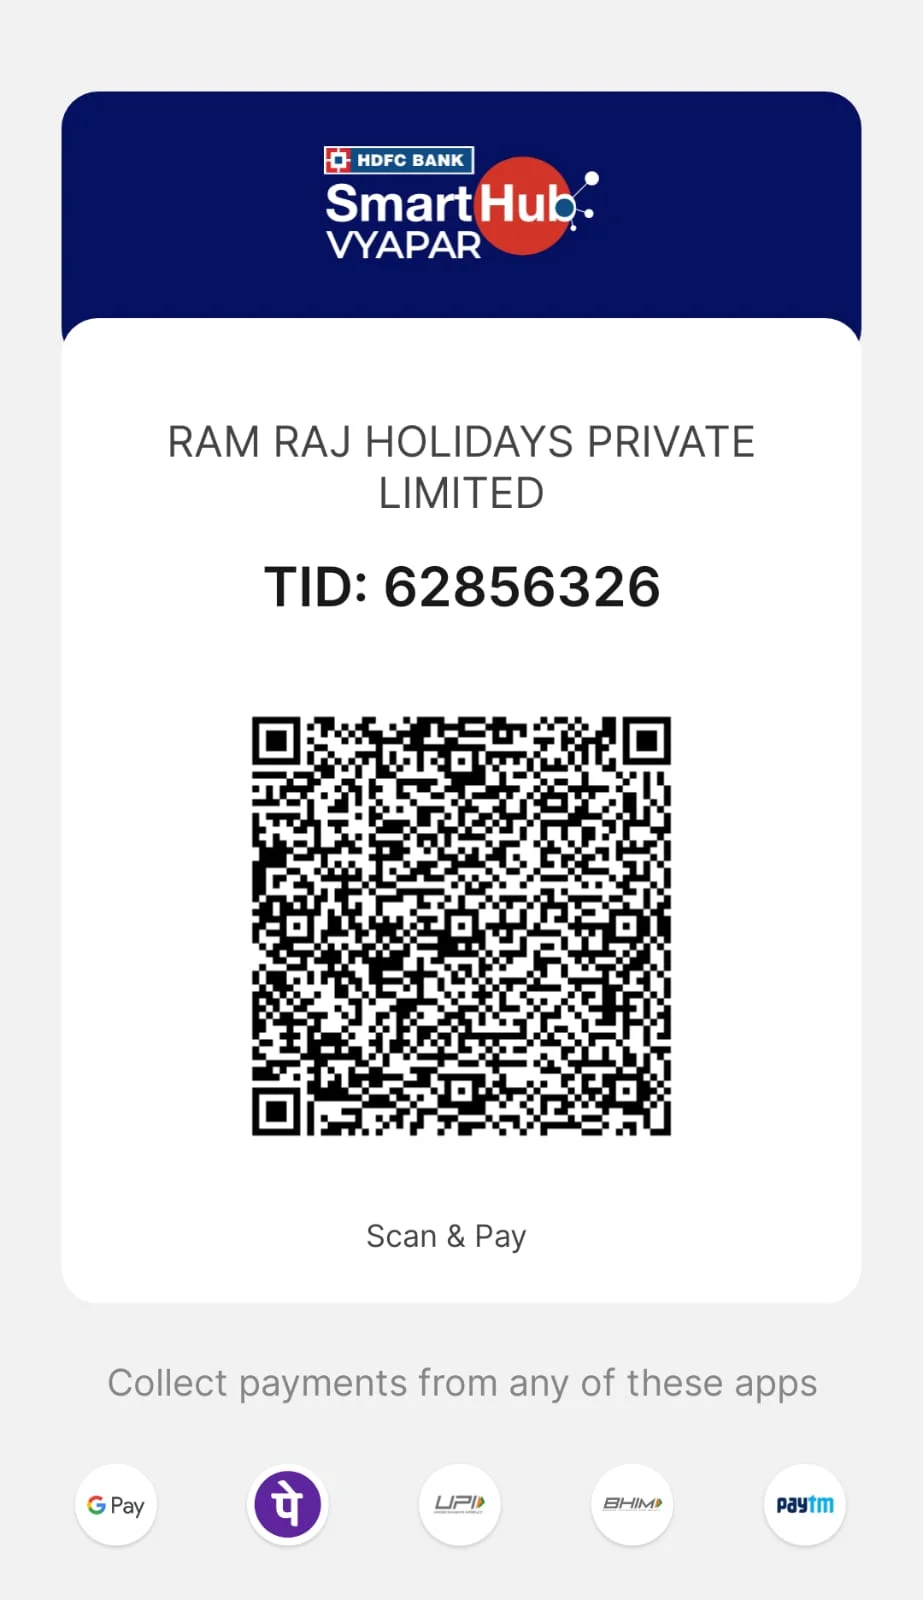 HDFC BANK
SmartHub
VYAPAR
RAM RAJ HOLIDAYS PRIVATE
LIMITED
TID: 62856326
Scan & Pay
Collect payments from any of these apps
G Pay
पे
UPI
BHIM
paytm